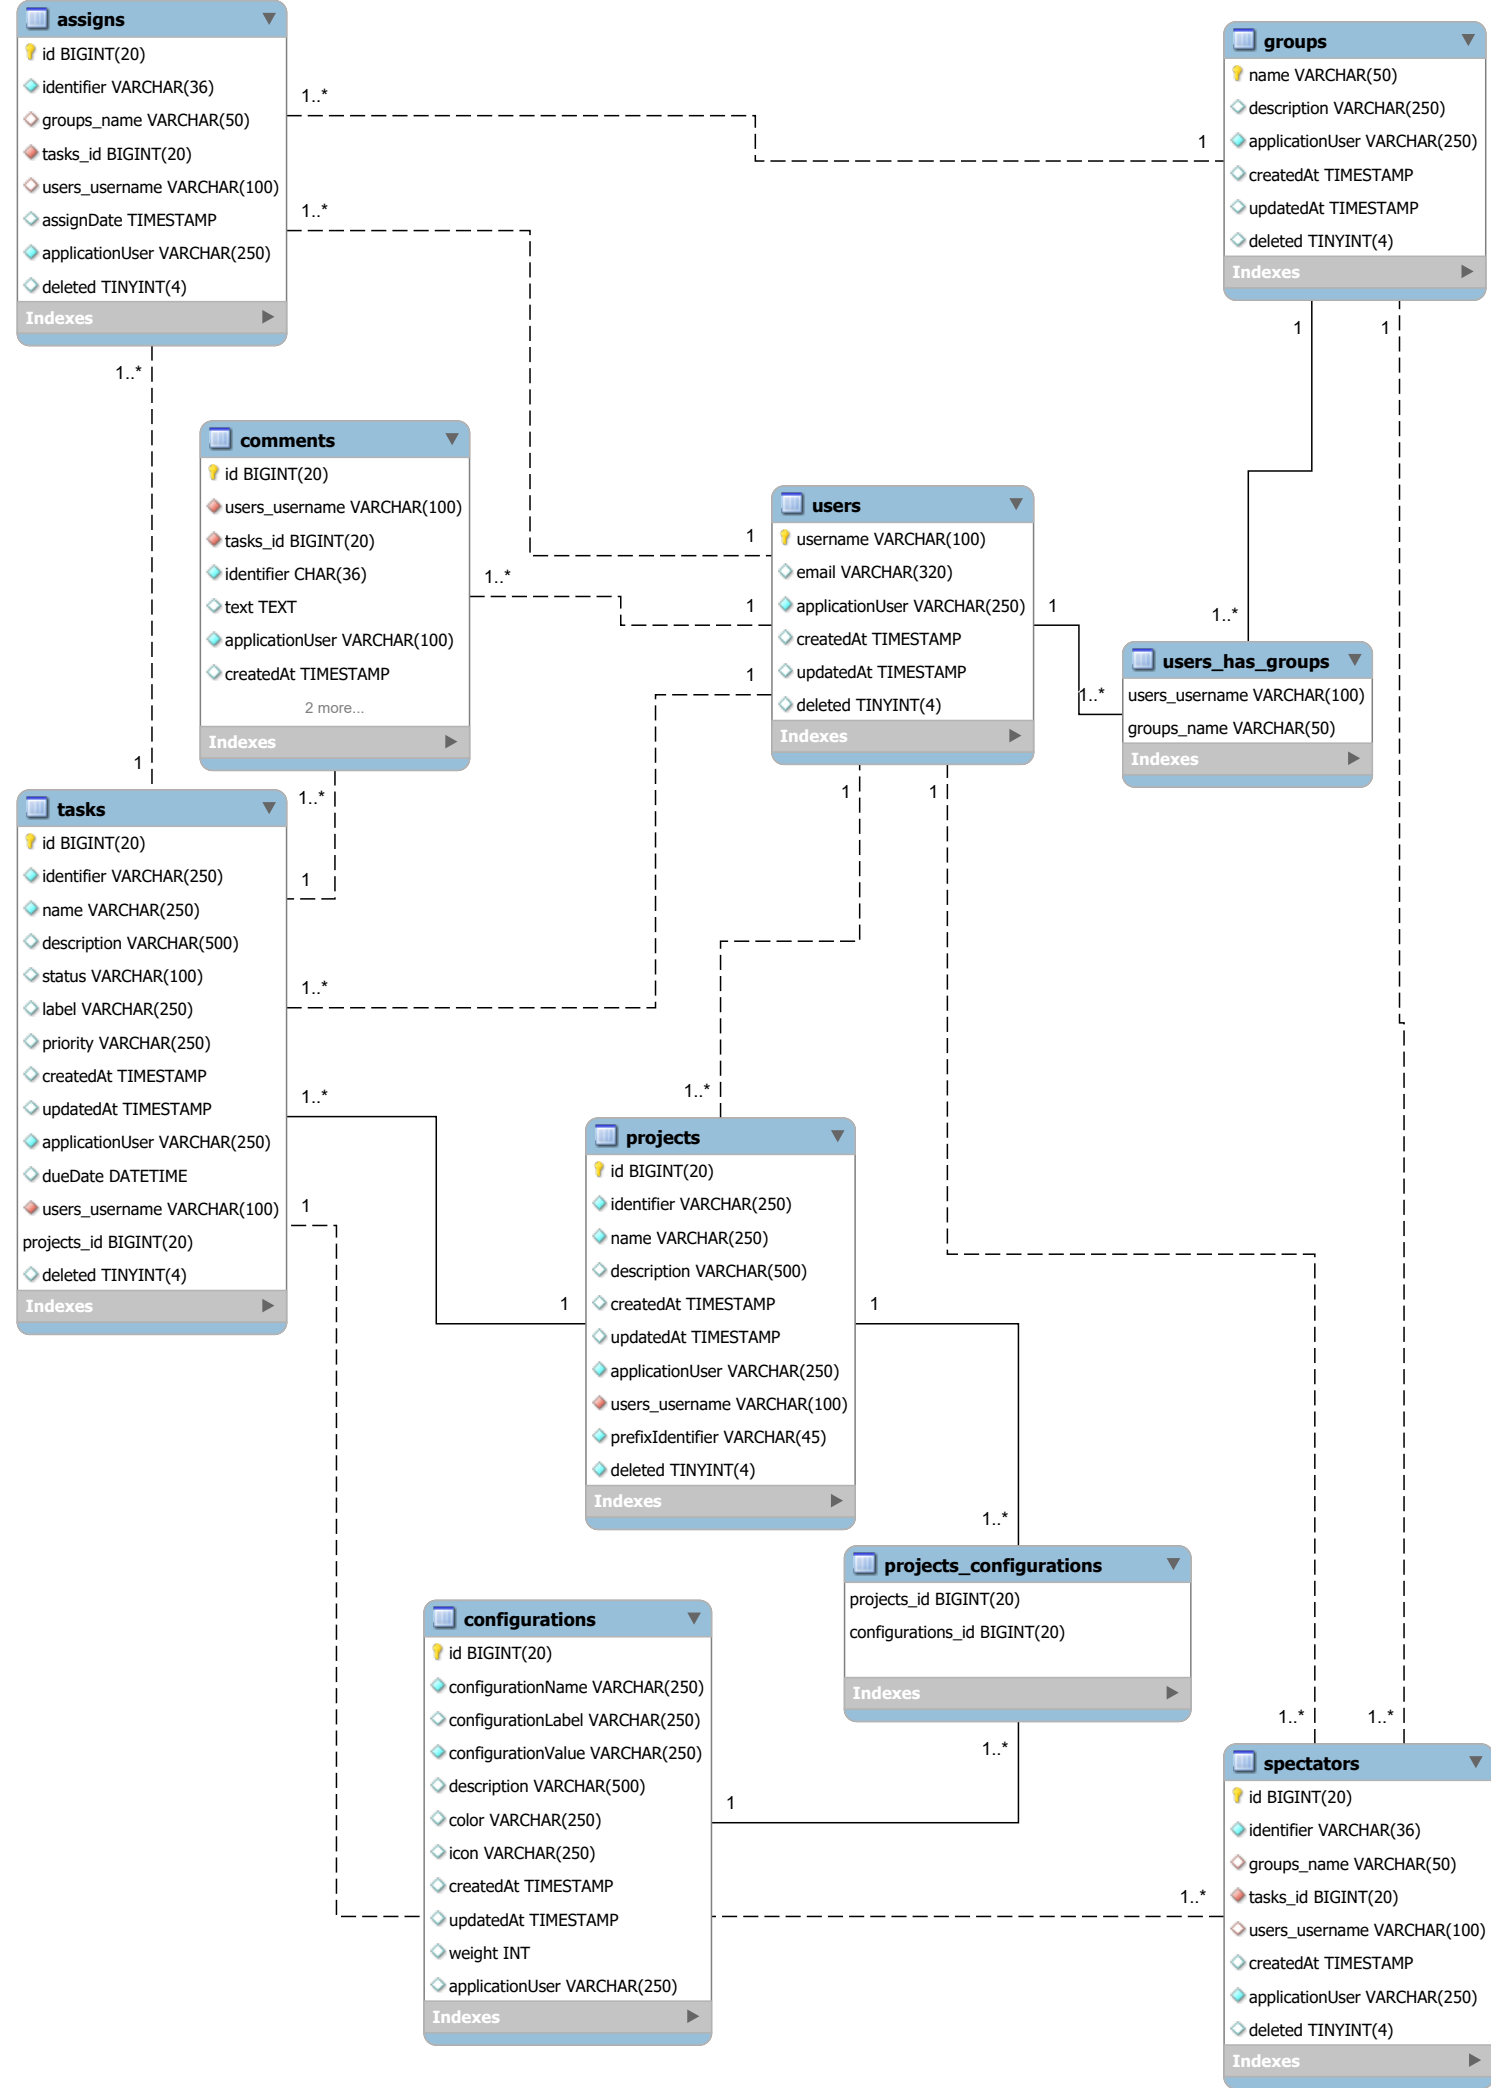 assigns
id BIGINT(20)
identifier VARCHAR(36)
groups_name VARCHAR(50)
tasks_id BIGINT(20)
users_username VARCHAR(100)
assignDate TIMESTAMP
applicationUser VARCHAR(250)
deleted TINYINT(4)
Indexes
1..*
1..*
1..*
groups
name VARCHAR(50)
description VARCHAR(250)
applicationUser VARCHAR(250)
createdAt TIMESTAMP
updatedAt TIMESTAMP
deleted TINYINT(4)
Indexes
1
1
1
comments
id BIGINT(20)
users_username VARCHAR(100)
tasks_id BIGINT(20)
identifier CHAR(36)
text TEXT
applicationUser VARCHAR(100)
createdAt TIMESTAMP
2 more...
Indexes
1..*
1..*
users
username VARCHAR(100)
email VARCHAR(320)
applicationUser VARCHAR(250)
createdAt TIMESTAMP
updatedAt TIMESTAMP
deleted TINYINT(4)
Indexes
1
1
1
1
1
1
users_has_groups
users_username VARCHAR(100)
groups_name VARCHAR(50)
Indexes
1..*
1..*
tasks
id BIGINT(20)
identifier VARCHAR(250)
name VARCHAR(250)
description VARCHAR(500)
status VARCHAR(100)
label VARCHAR(250)
priority VARCHAR(250)
createdAt TIMESTAMP
updatedAt TIMESTAMP
applicationUser VARCHAR(250)
dueDate DATETIME
users_username VARCHAR(100)
projects_id BIGINT(20)
deleted TINYINT(4)
Indexes
1
1
1..*
1..*
1
projects
id BIGINT(20)
identifier VARCHAR(250)
name VARCHAR(250)
description VARCHAR(500)
createdAt TIMESTAMP
updatedAt TIMESTAMP
applicationUser VARCHAR(250)
users_username VARCHAR(100)
prefixIdentifier VARCHAR(45)
deleted TINYINT(4)
Indexes
1..*
1
1
projects_configurations
projects_id BIGINT(20)
configurations_id BIGINT(20)
Indexes
1..*
1..*
configurations
id BIGINT(20)
configurationName VARCHAR(250)
configurationLabel VARCHAR(250)
configurationValue VARCHAR(250)
description VARCHAR(500)
color VARCHAR(250)
icon VARCHAR(250)
createdAt TIMESTAMP
updatedAt TIMESTAMP
weight INT
applicationUser VARCHAR(250)
Indexes
1
spectators
id BIGINT(20)
identifier VARCHAR(36)
groups_name VARCHAR(50)
tasks_id BIGINT(20)
users_username VARCHAR(100)
createdAt TIMESTAMP
applicationUser VARCHAR(250)
deleted TINYINT(4)
Indexes
1..*
1..*
1..*